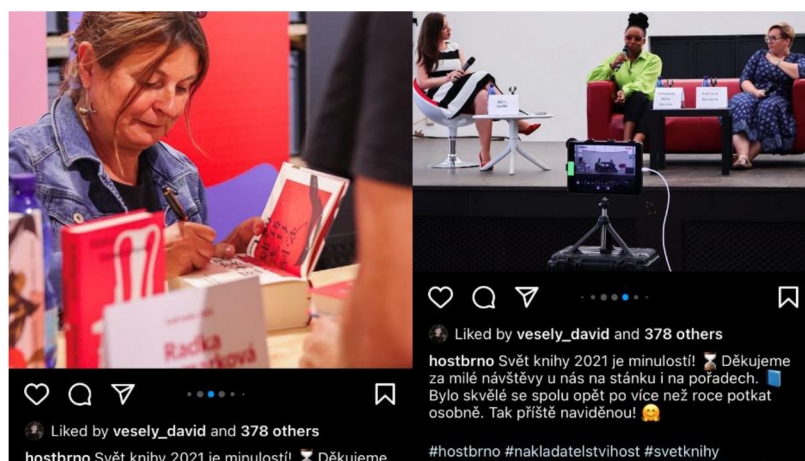 Radka
Liked by vesely_david and 378 others
hostbrno Svět knihy 2021 je minulostí! ⏳ Děkujeme
Liked by vesely_david and 378 others
hostbrno Svět knihy 2021 je minulostí! ⏳ Děkujeme
za milé návštěvy u nás na stánku i na pořadech. 📘
Bylo skvělé se spolu opět po více než roce potkat
osobně. Tak příště naviděnou! 🤗
#hostbrno #nakladatelstvihost #svetknihy